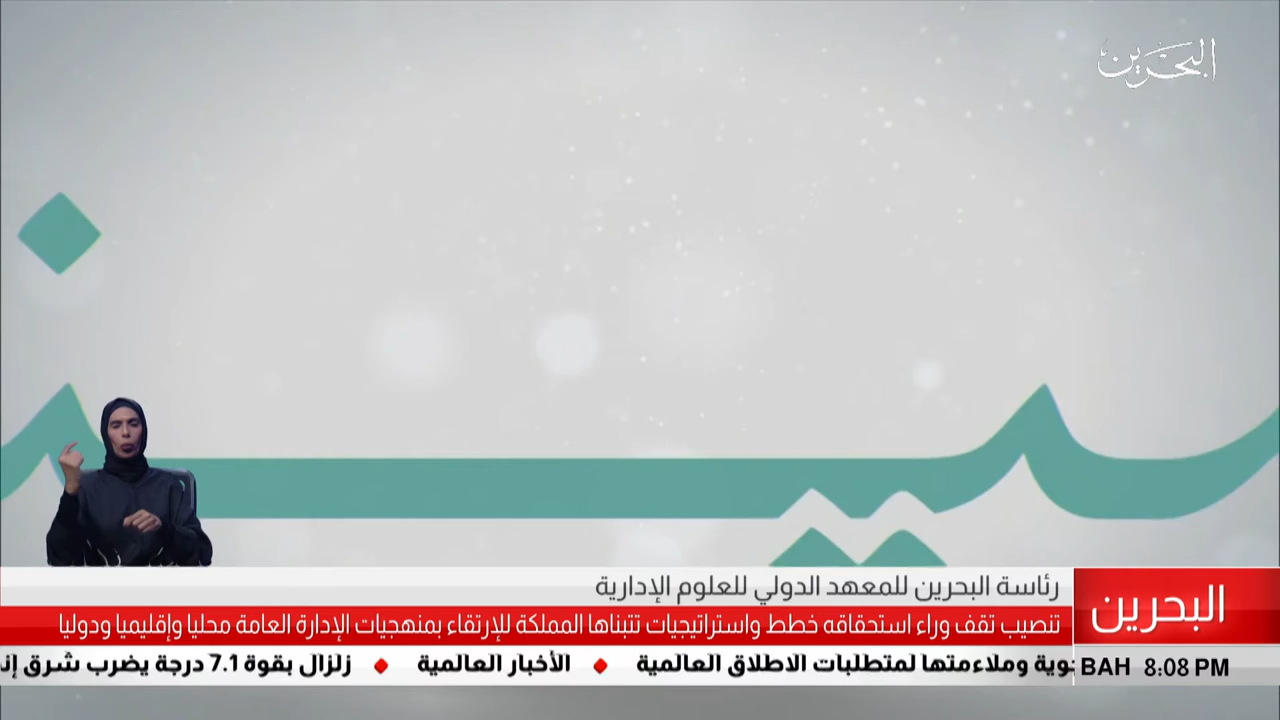 البحرين
رئاسة البحرين للمعهد الدولي للعلوم الإدارية
البحرين
تنصيب تقف وراء استحقاقه خطط واستراتيجيات تتبناها المملكة للإرتقاء بمنهجيات الإدارة العامة محليا وإقليميا ودوليا
وملاءمتها لمتطلبات الاطلاق العالمية ♦ الأخبار العالمية ♦ زلزال بقوة 7.1 درجة يضرب شرق
BAH 8:08 PM